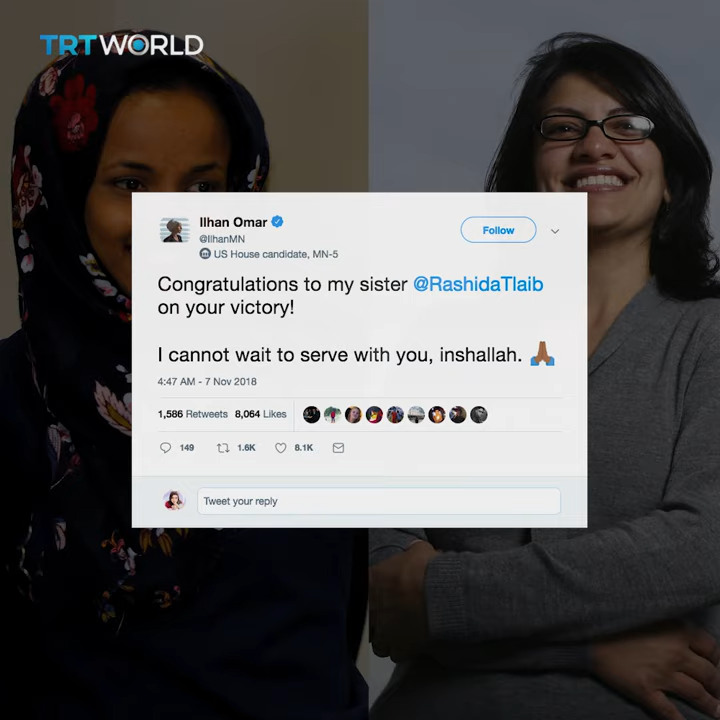 TRT WORLD
Ilhan Omar
@IlhanMN
US House candidate, MN-5
Follow
Congratulations to my sister @RashidaTlaib
on your victory!
I cannot wait to serve with you, inshallah. 🙏🏾
4:47 AM - 7 Nov 2018
1,586 Retweets 8,064 Likes
149 1.6K 8.1K
Tweet your reply